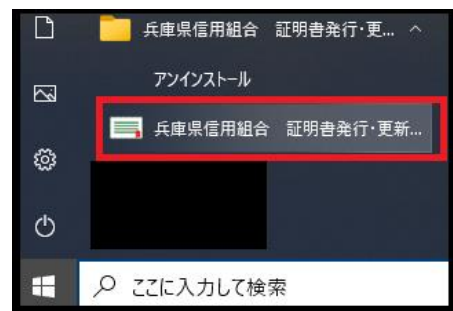 兵庫県信用組合　証明書発行・更...
アンインストール
兵庫県信用組合　証明書発行・更新...
ここに入力して検索